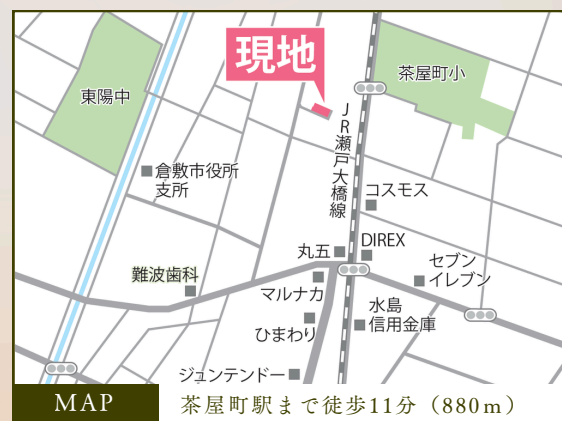 現地
茶屋町小
東陽中
JR瀬戸大橋線
倉敷市役所
支所
コスモス
丸五
DIREX
セブン
イレブン
難波歯科
マルナカ
水島
信用金庫
ひまわり
ジュンテンドー
MAP
茶屋町駅まで徒歩11分（880m）